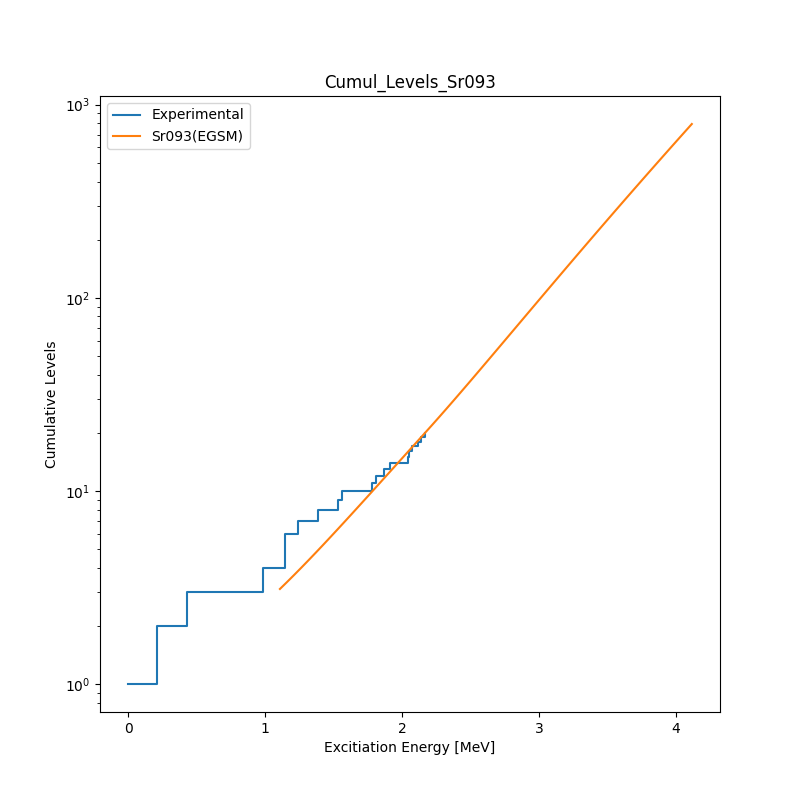 Cumul_Levels_Sr093
Experimental
Sr093(EGSM)
Cumulative Levels
10³
10²
10¹
10⁰
0 1 2 3 4
Excitiation Energy [MeV]